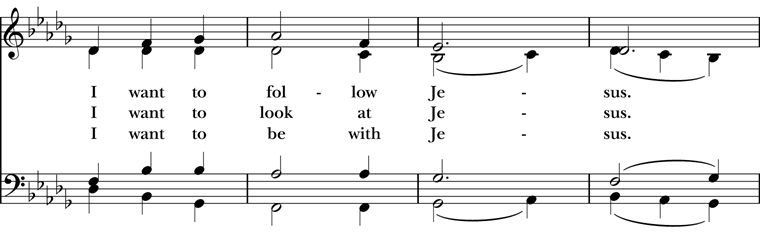 I want to fol - low Je - sus.
I want to look at Je - sus.
I want to be with Je - sus.